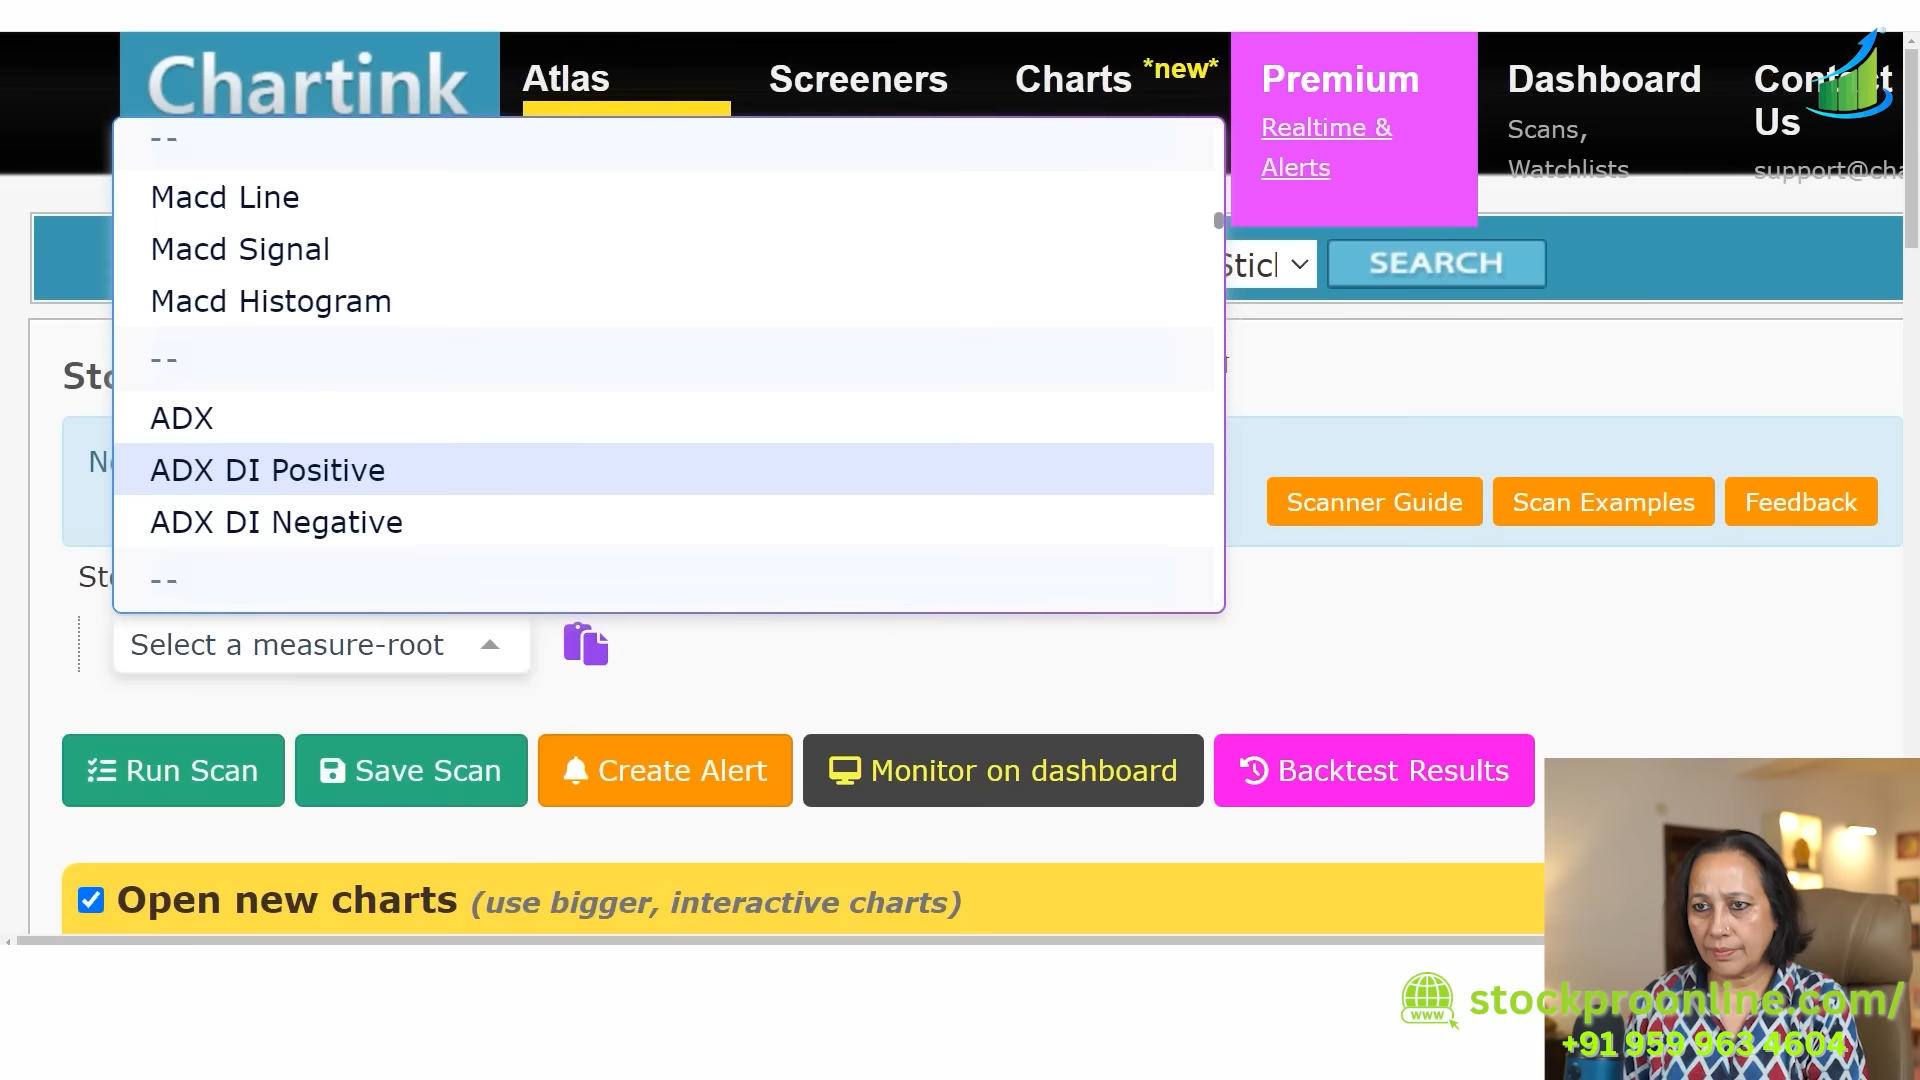 Chartink
Atlas
Screeners
Charts *new*
Premium
Realtime &
Alerts
Dashboard
Scans,
Watchlists
Us
--
Macd Line
Macd Signal
Macd Histogram
--
ADX
ADX DI Positive
ADX DI Negative
--
SEARCH
Scanner Guide
Scan Examples
Feedback
Select a measure-root
Run Scan
Save Scan
Create Alert
Monitor on dashboard
Backtest Results
Open new charts (use bigger, interactive charts)
www
stockproonline.com/
+91 959 963 4604